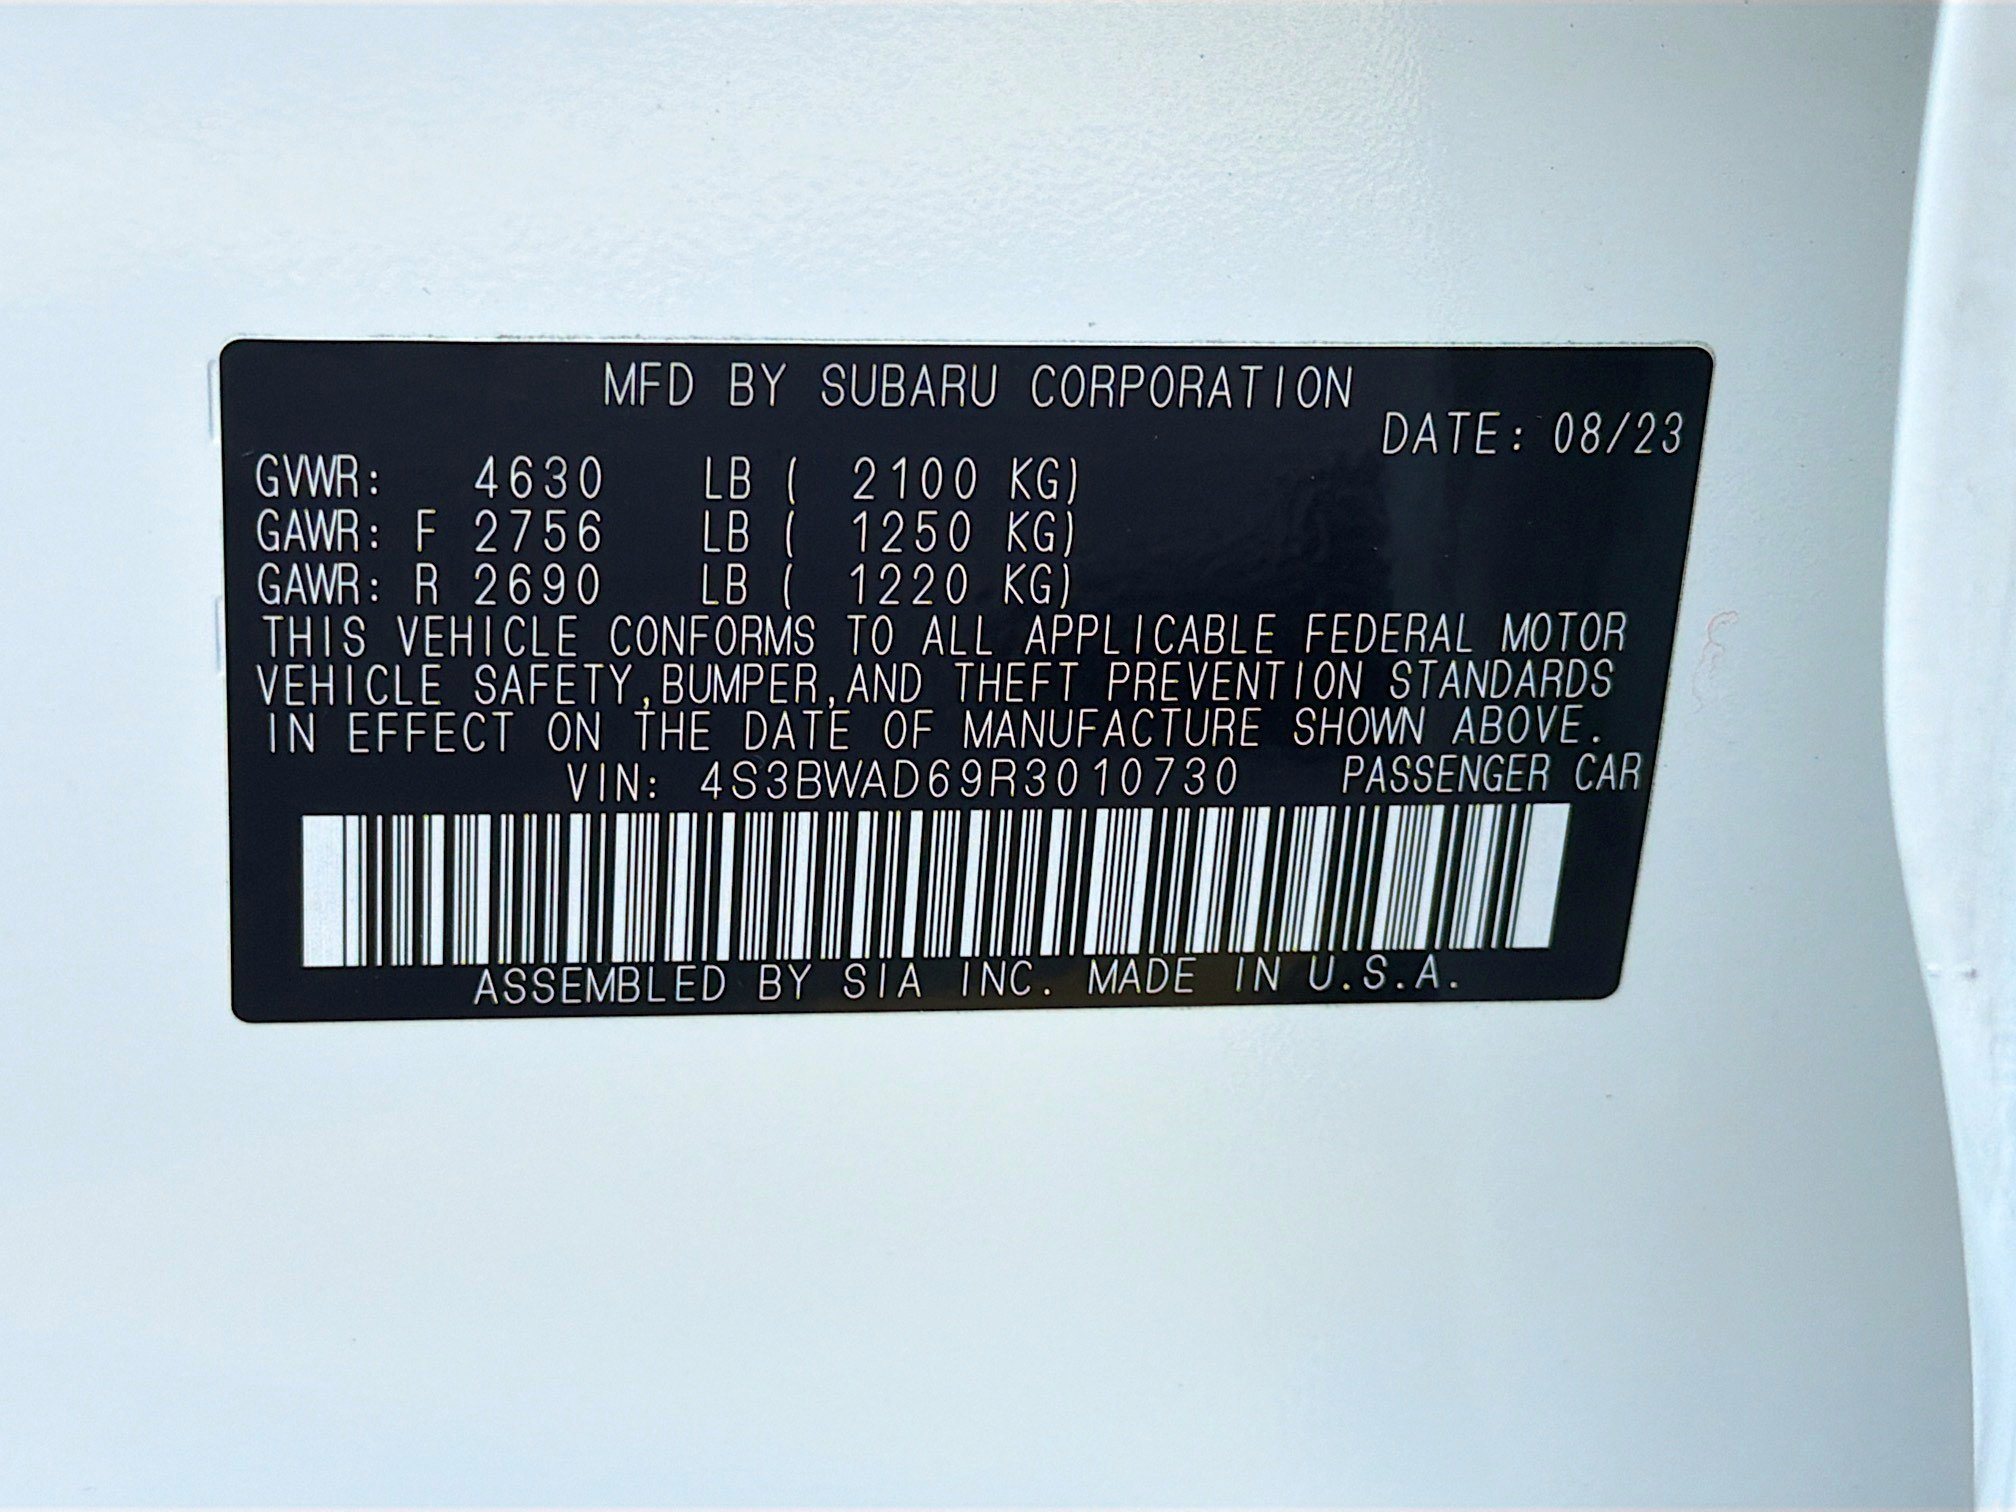 MFD BY SUBARU CORPORATION
DATE: 08/23
GVWR: 4630 LB ( 2100 KG)
GAWR: F 2756 LB ( 1250 KG)
GAWR: R 2690 LB ( 1220 KG)
THIS VEHICLE CONFORMS TO ALL APPLICABLE FEDERAL MOTOR
VEHICLE SAFETY,BUMPER,AND THEFT PREVENTION STANDARDS
IN EFFECT ON THE DATE OF MANUFACTURE SHOWN ABOVE.
VIN: 4S3BWAD69R3010730 PASSENGER CAR
ASSEMBLED BY SIA INC. MADE IN U.S.A.